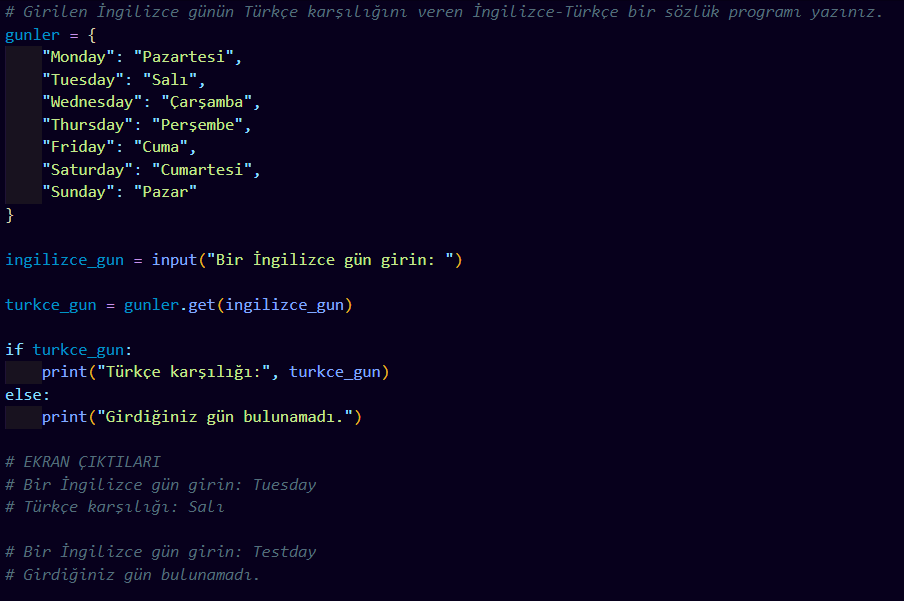 # Girilen İngilizce günün Türkçe karşılığını veren İngilizce-Türkçe bir sözlük programı yazınız.
gunler = {
    "Monday": "Pazartesi",
    "Tuesday": "Salı",
    "Wednesday": "Çarşamba",
    "Thursday": "Perşembe",
    "Friday": "Cuma",
    "Saturday": "Cumartesi",
    "Sunday": "Pazar"
}

ingilizce_gun = input("Bir İngilizce gün girin: ")

turkce_gun = gunler.get(ingilizce_gun)

if turkce_gun:
    print("Türkçe karşılığı:", turkce_gun)
else:
    print("Girdiğiniz gün bulunamadı.")

# EKRAN ÇIKTILARI
# Bir İngilizce gün girin: Tuesday
# Türkçe karşılığı: Salı

# Bir İngilizce gün girin: Testday
# Girdiğiniz gün bulunamadı.